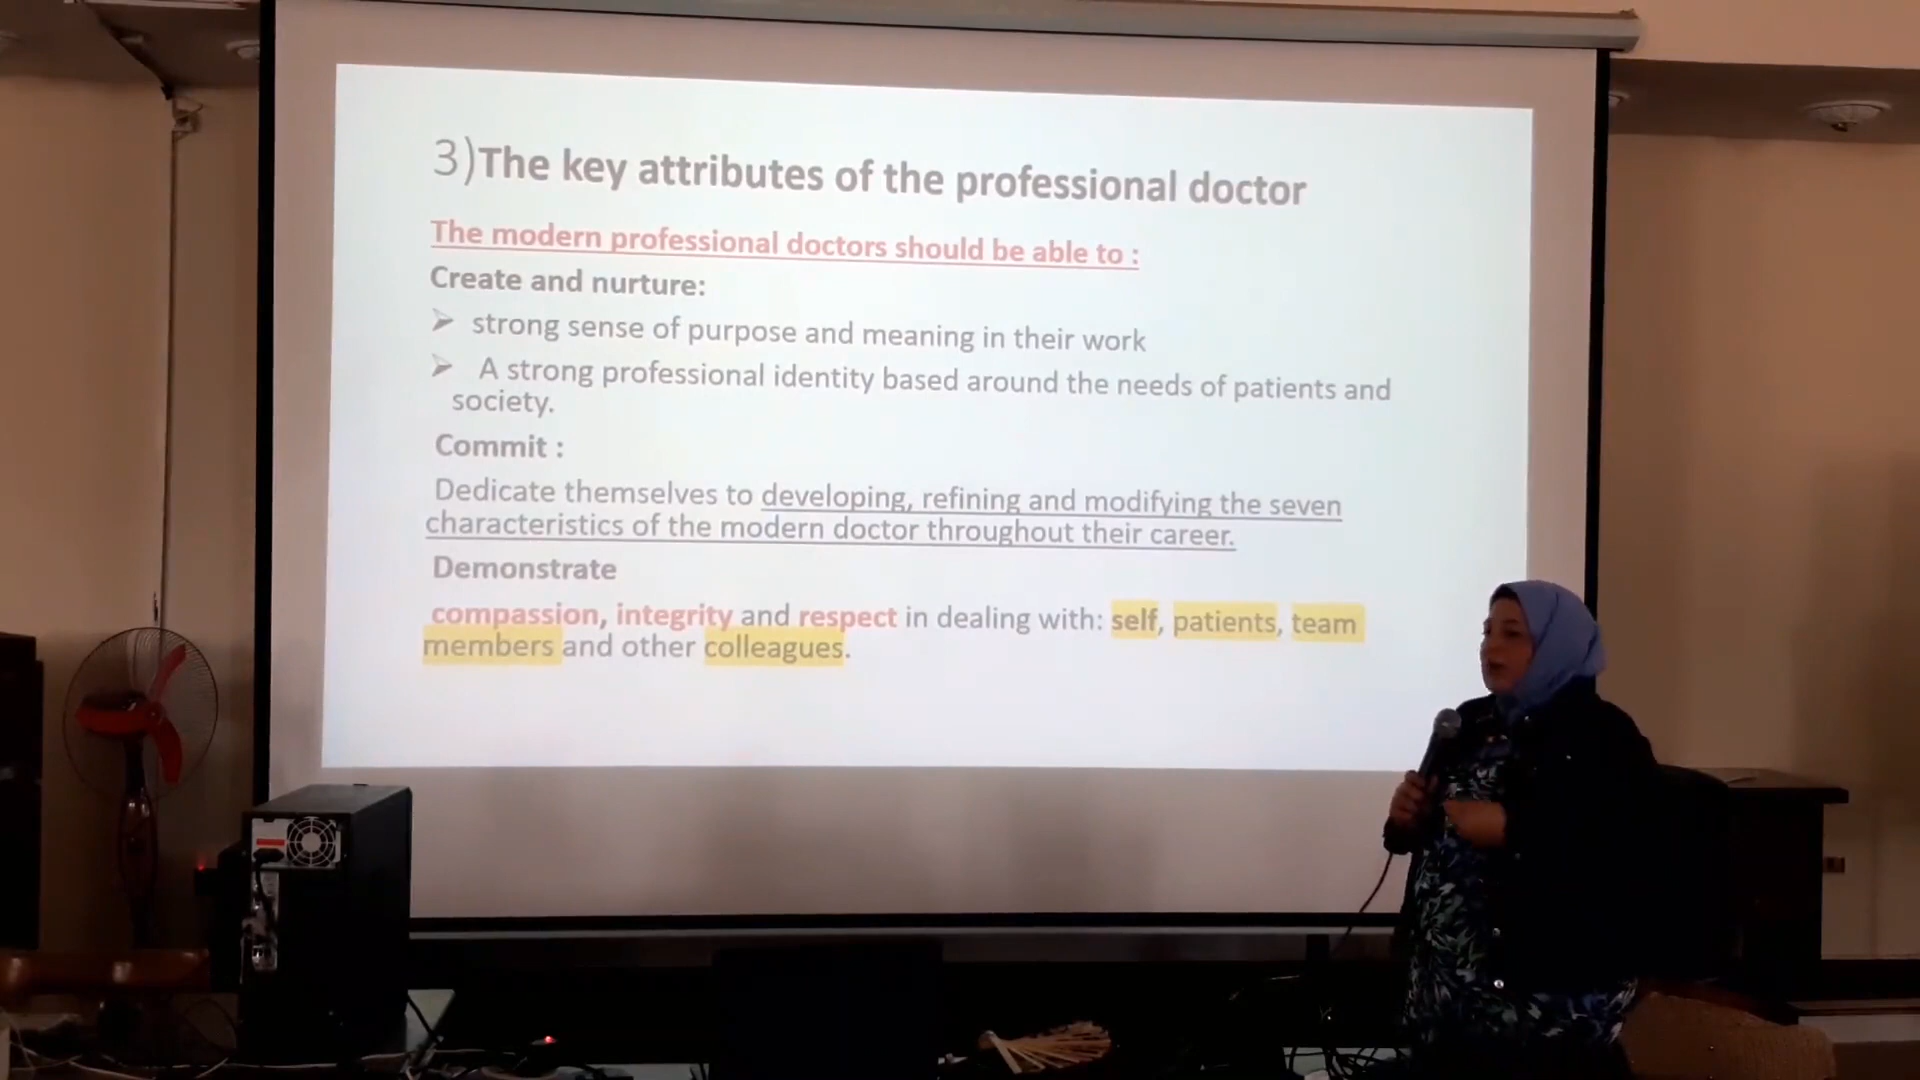 3)The key attributes of the professional doctor
The modern professional doctors should be able to :
Create and nurture:
strong sense of purpose and meaning in their work
A strong professional identity based around the needs of patients and
society.
Commit :
Dedicate themselves to developing, refining and modifying the seven
characteristics of the modern doctor throughout their career.
Demonstrate
compassion, integrity and respect in dealing with: self, patients, team
members and other colleagues.